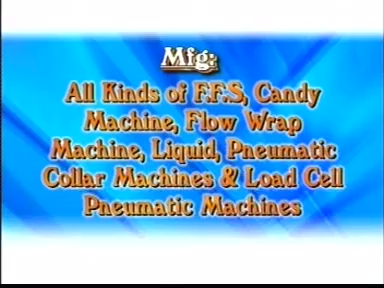 Mfg:
All Kinds of F.F.S, Candy
Machine, Flow Wrap
Machine, Liquid, Pneumatic
Collar Machines & Load Cell
Pneumatic Machines